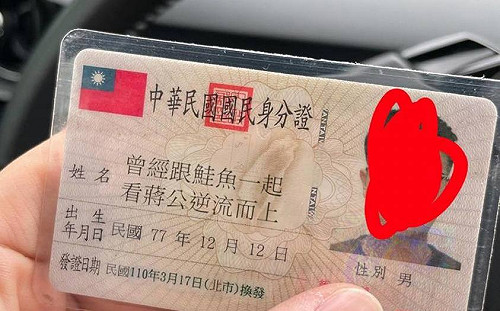 中華民國國民身分證
姓名 曾經跟鮭魚一起
看蔣公逆流而上
出生
年月日 民國 77 年 12 月 12 日
性別 男
發證日期 民國110年3月17日(北市)換發